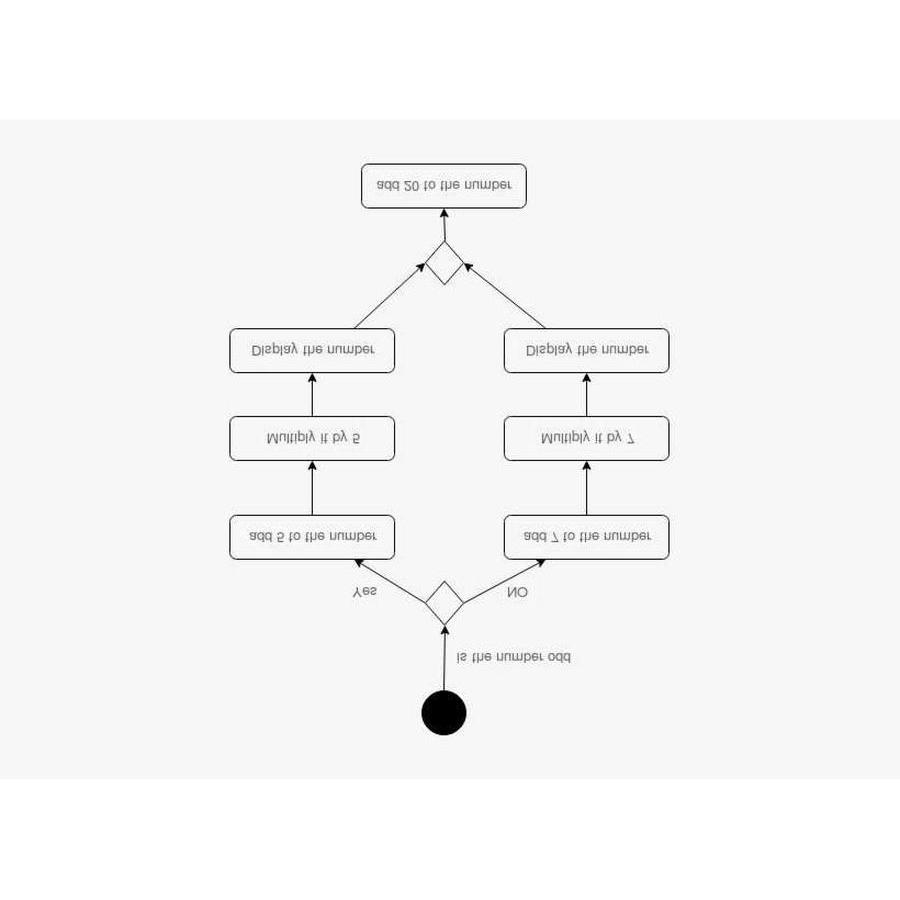 is the number odd
Yes
NO
add 5 to the number
add 7 to the number
Multiply it by 5
Multiply it by 7
Display the number
Display the number
add 20 to the number